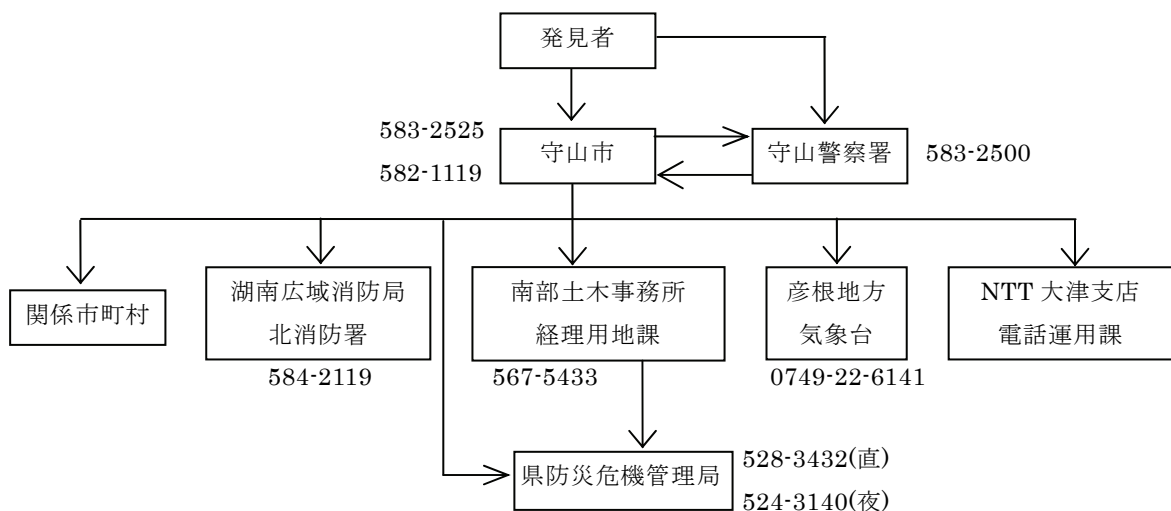 発見者
583-2525
582-1119
守山市
守山警察署
583-2500
関係市町村
湖南広域消防局
北消防署
584-2119
南部土木事務所
経理用地課
567-5433
彦根地方
気象台
0749-22-6141
NTT 大津支店
電話運用課
県防災危機管理局
528-3432(直)
524-3140(夜)